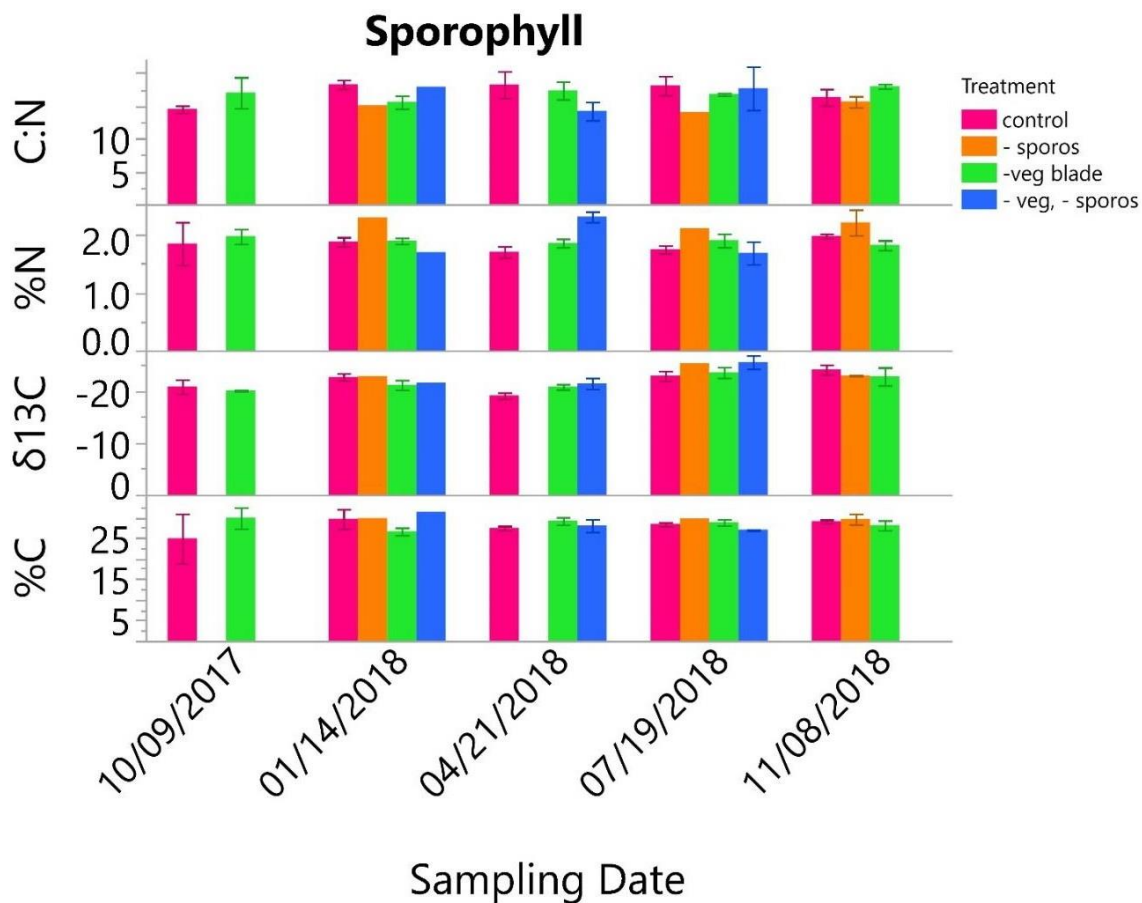 Sporophyll
C:N
10
5
%N
2.0
1.0
0.0
δ13C
-20
-10
0
%C
25
15
5
10/09/2017
01/14/2018
04/21/2018
07/19/2018
11/08/2018
Sampling Date
Treatment
control
- sporos
-veg blade
- veg, - sporos